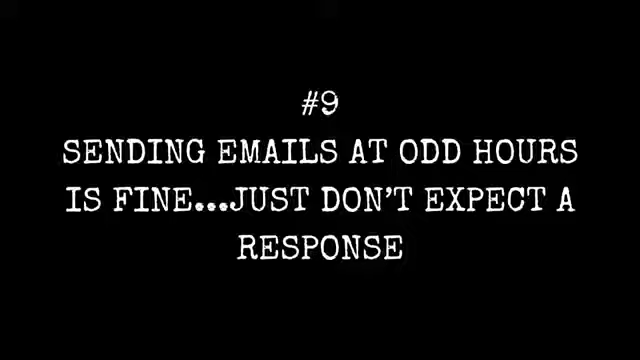 #9
SENDING EMAILS AT ODD HOURS
IS FINE...JUST DON'T EXPECT A
RESPONSE